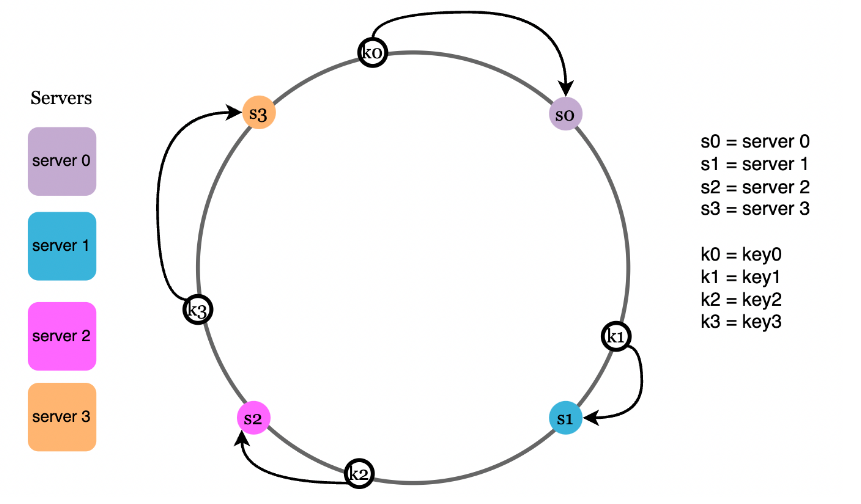 Servers
server 0
server 1
server 2
server 3
k0
s0
s3
k3
k1
s2
s1
k2
s0 = server 0
s1 = server 1
s2 = server 2
s3 = server 3
k0 = key0
k1 = key1
k2 = key2
k3 = key3